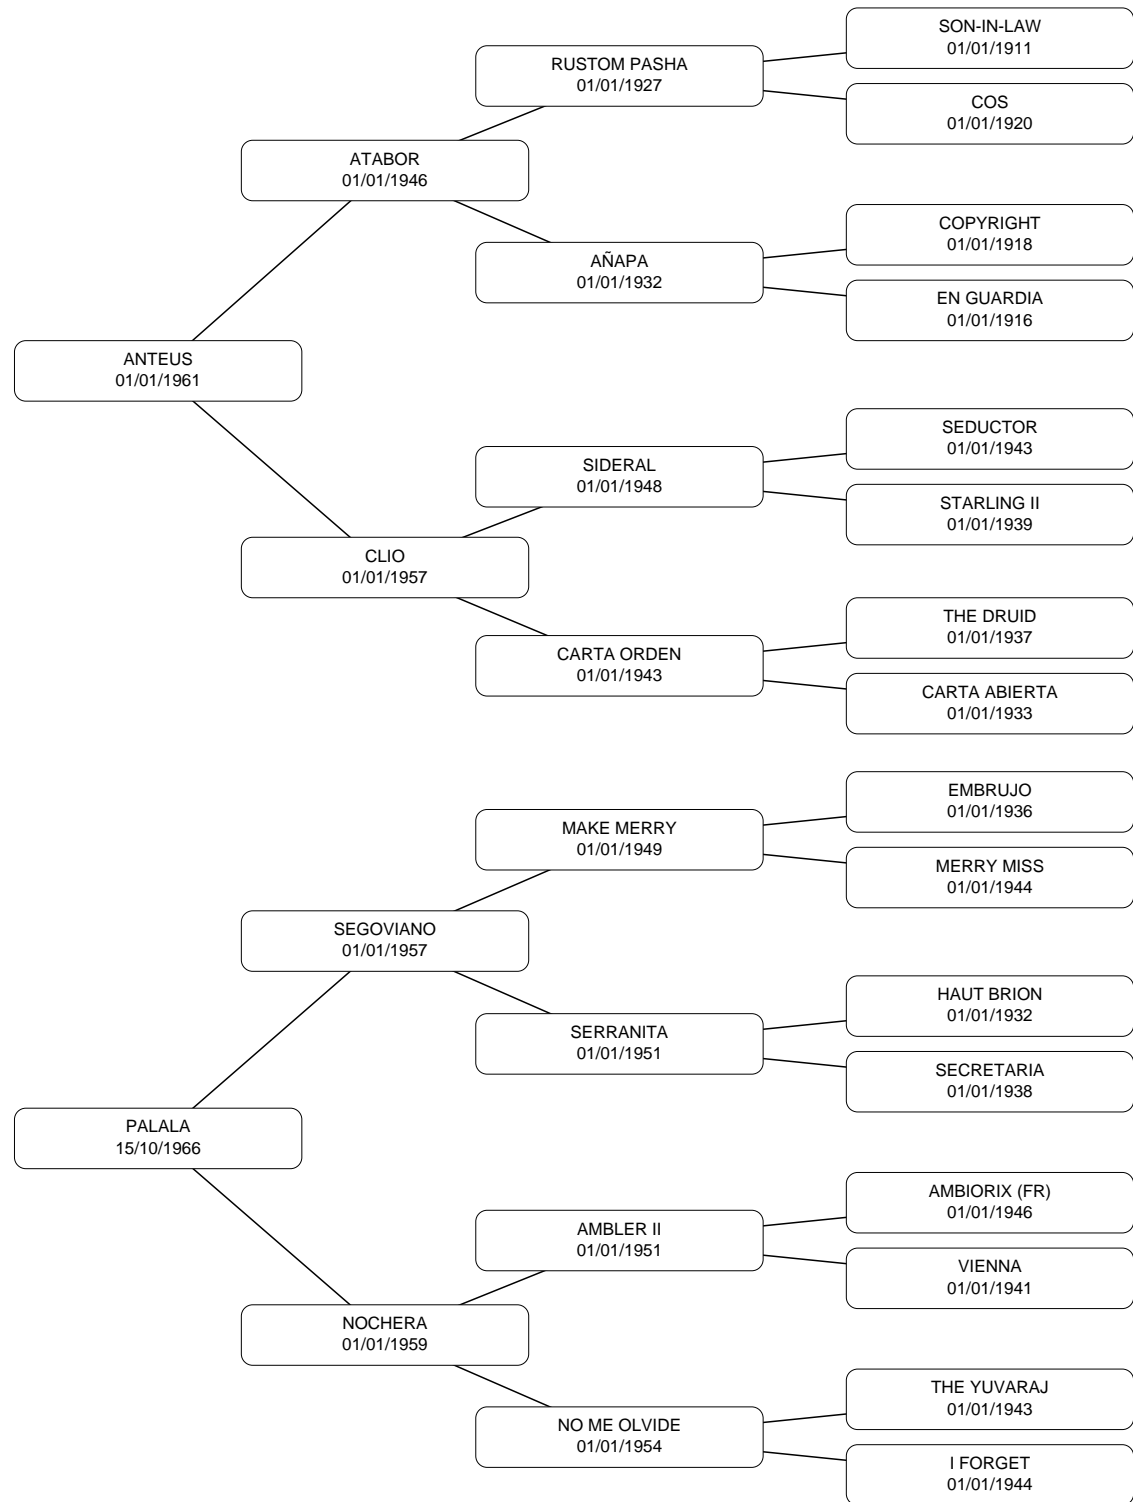 SON-IN-LAW
01/01/1911
RUSTOM PASHA
01/01/1927
COS
01/01/1920
ATABOR
01/01/1946
COPYRIGHT
01/01/1918
AÑAPA
01/01/1932
EN GUARDIA
01/01/1916
ANTEUS
01/01/1961
SEDUCTOR
01/01/1943
SIDERAL
01/01/1948
STARLING II
01/01/1939
CLIO
01/01/1957
THE DRUID
01/01/1937
CARTA ORDEN
01/01/1943
CARTA ABIERTA
01/01/1933
EMBRUJO
01/01/1936
MAKE MERRY
01/01/1949
MERRY MISS
01/01/1944
SEGOVIANO
01/01/1957
HAUT BRION
01/01/1932
SERRANITA
01/01/1951
SECRETARIA
01/01/1938
PALALA
15/10/1966
AMBIORIX (FR)
01/01/1946
AMBLER II
01/01/1951
VIENNA
01/01/1941
NOCHERA
01/01/1959
THE YUVARAJ
01/01/1943
NO ME OLVIDE
01/01/1954
I FORGET
01/01/1944